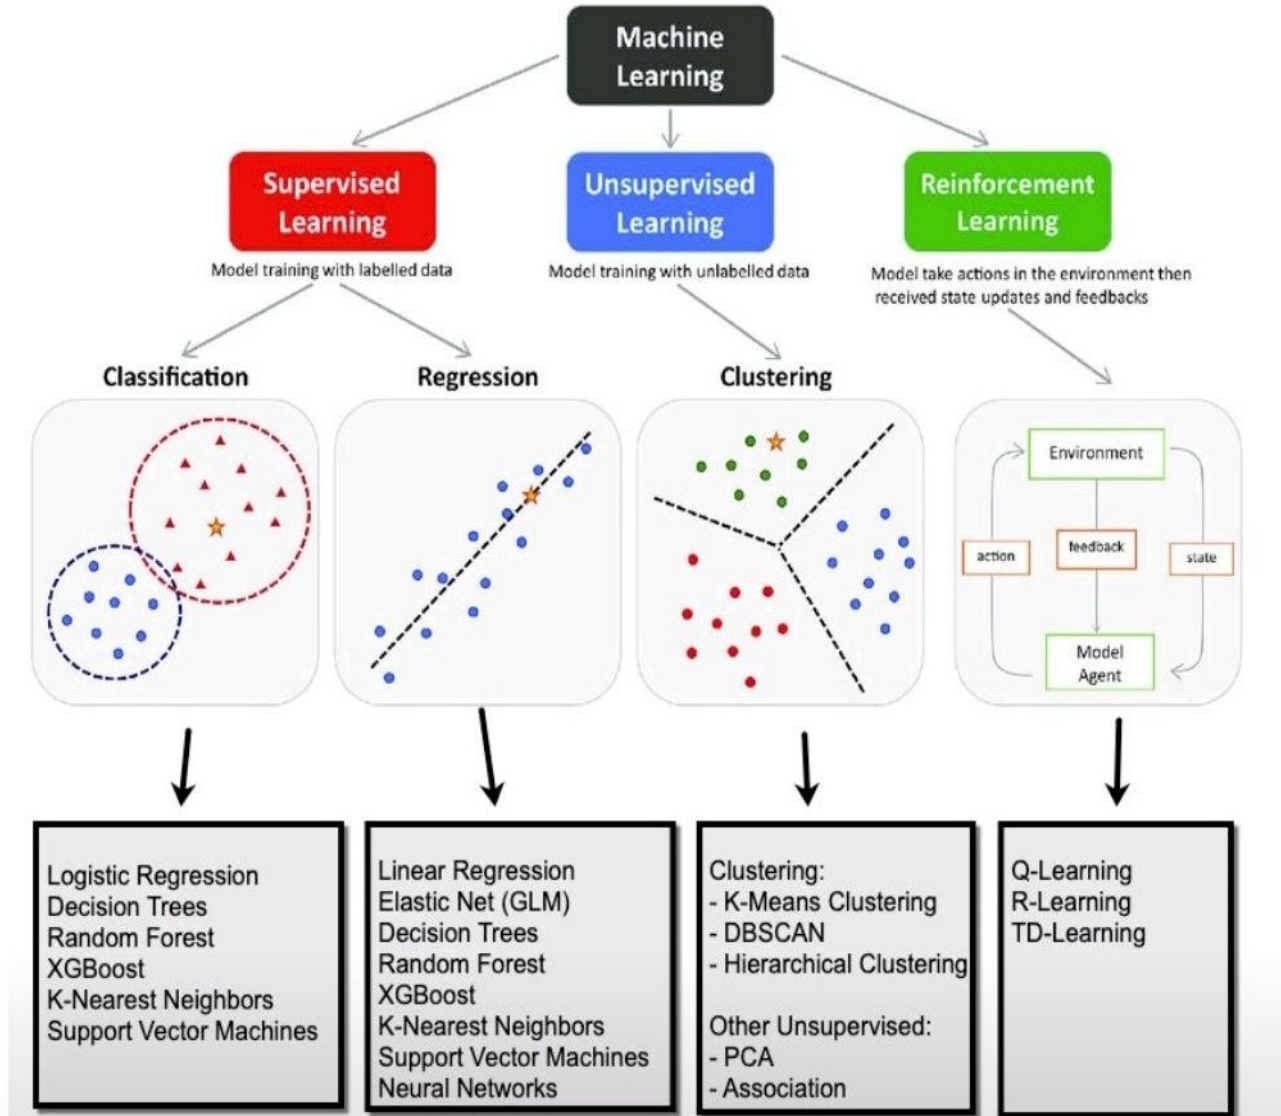 Machine
Learning
Supervised
Learning
Unsupervised
Learning
Reinforcement
Learning
Model training with labelled data
Model training with unlabelled data
Model take actions in the environment then
received state updates and feedbacks
Classification
Regression
Clustering
Environment
action
feedback
state
Model
Agent
Logistic Regression
Decision Trees
Random Forest
XGBoost
K-Nearest Neighbors
Support Vector Machines
Linear Regression
Elastic Net (GLM)
Decision Trees
Random Forest
XGBoost
K-Nearest Neighbors
Support Vector Machines
Neural Networks
Clustering:
- K-Means Clustering
- DBSCAN
- Hierarchical Clustering
Other Unsupervised:
- PCA
- Association
Q-Learning
R-Learning
TD-Learning